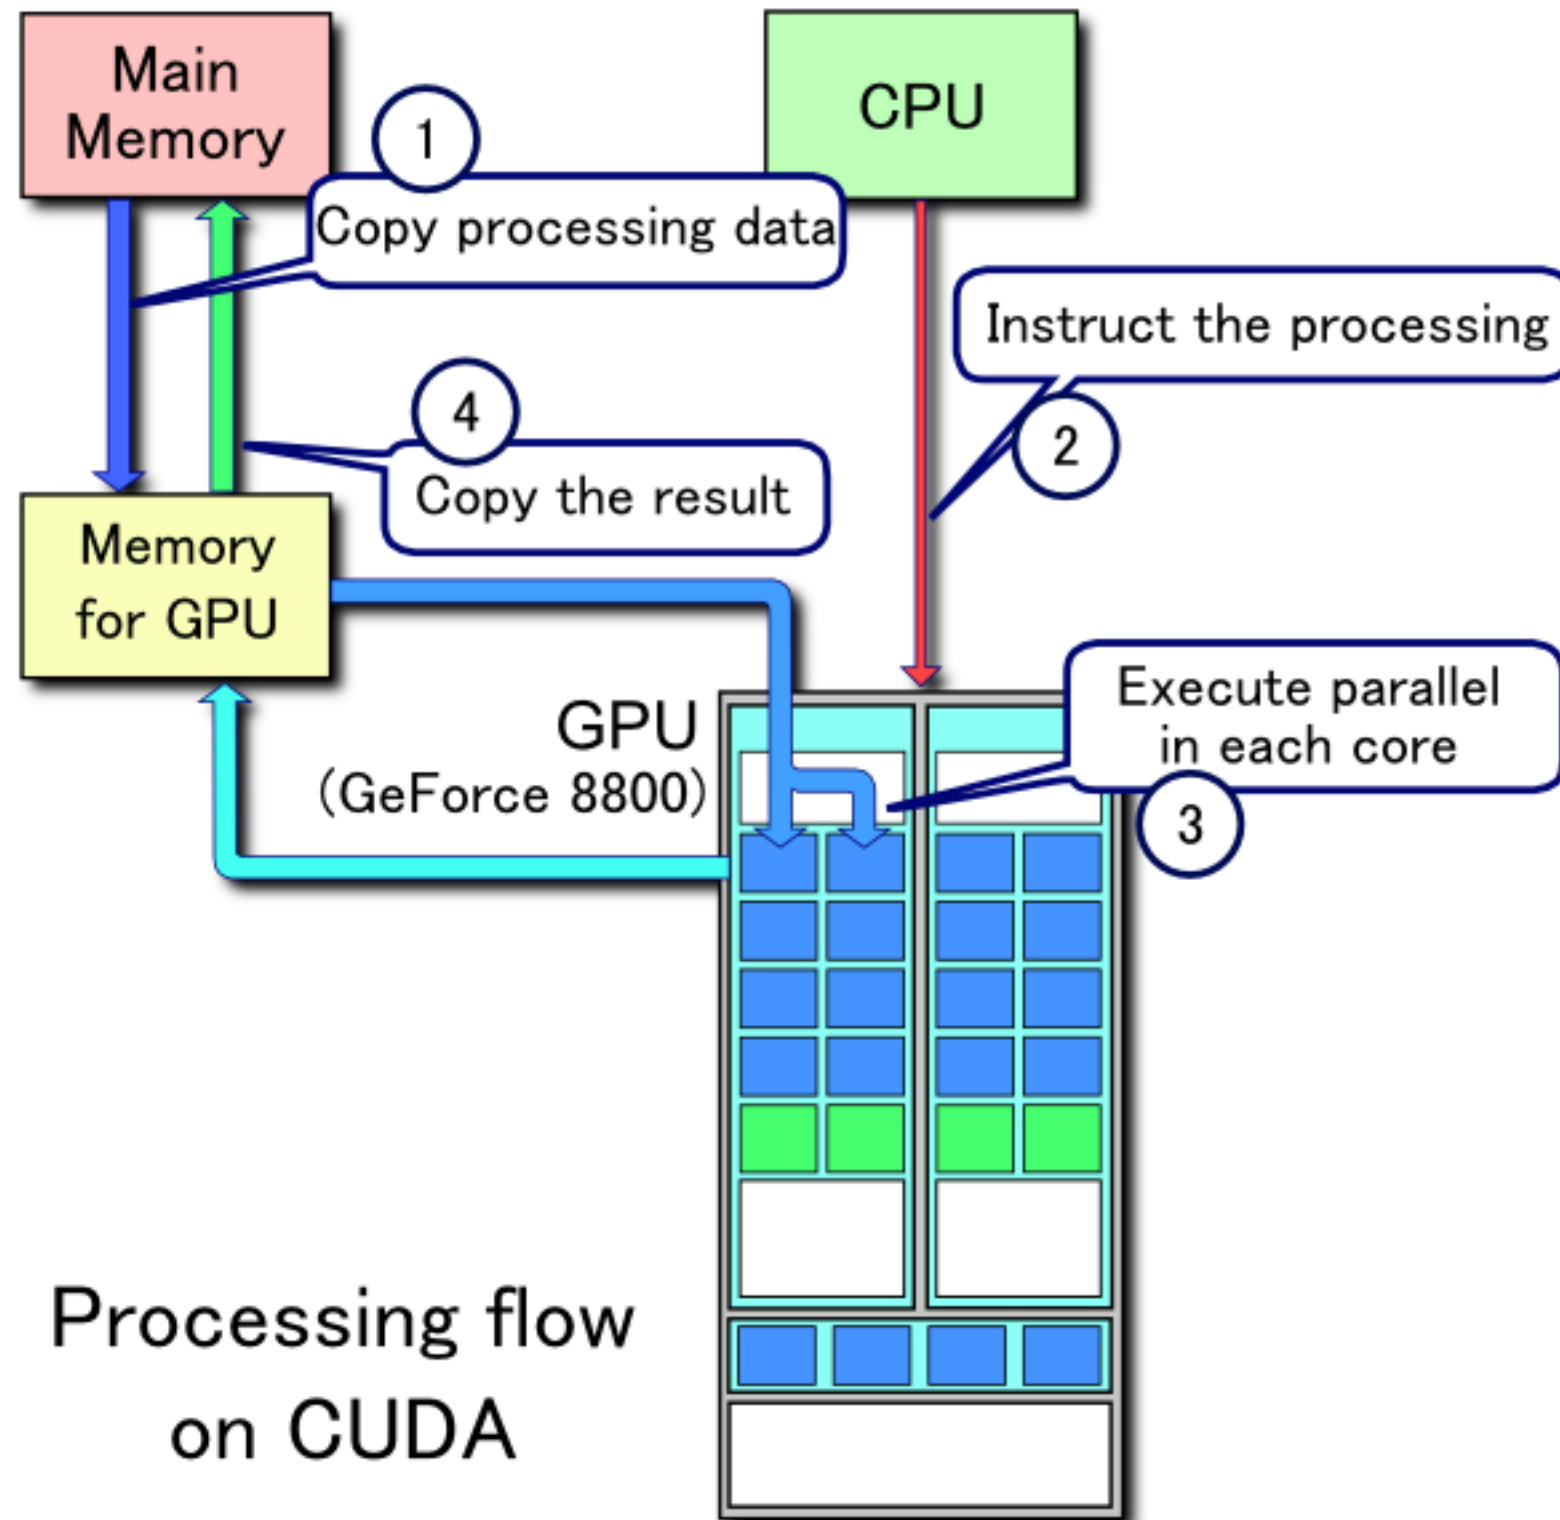 Main
Memory
CPU
1
Copy processing data
Instruct the processing
2
4
Copy the result
Memory
for GPU
GPU
(GeForce 8800)
Execute parallel
in each core
3
Processing flow
on CUDA